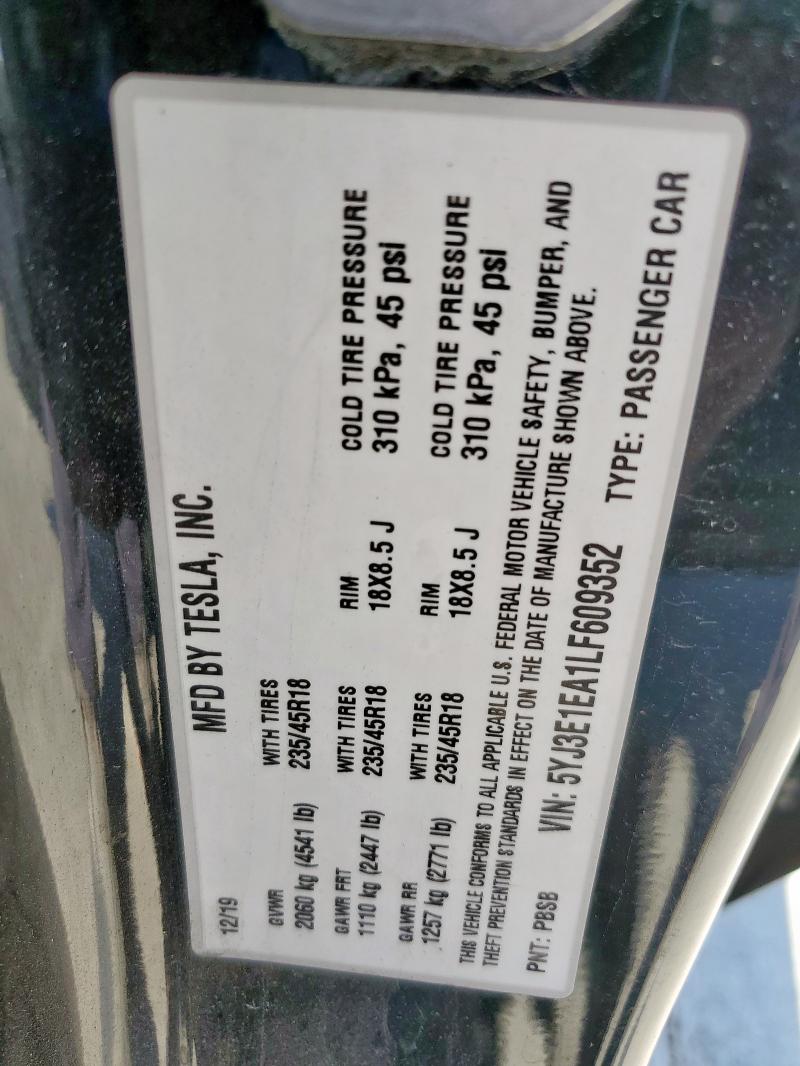 MFD BY TESLA, INC.
12/19
GVWR WITH TIRES
2060 kg (4541 lb) 235/45R18
GAWR FRT WITH TIRES RIM COLD TIRE PRESSURE
1110 kg (2447 lb) 235/45R18 18X8.5 J 310 kPa, 45 psi
GAWR RR WITH TIRES RIM COLD TIRE PRESSURE
1257 kg (2771 lb) 235/45R18 18X8.5 J 310 kPa, 45 psi
THIS VEHICLE CONFORMS TO ALL APPLICABLE U.S. FEDERAL MOTOR VEHICLE SAFETY, BUMPER, AND
THEFT PREVENTION STANDARDS IN EFFECT ON THE DATE OF MANUFACTURE SHOWN ABOVE.
PNT: PBSB VIN: 5YJ3E1EA1LF609352 TYPE: PASSENGER CAR